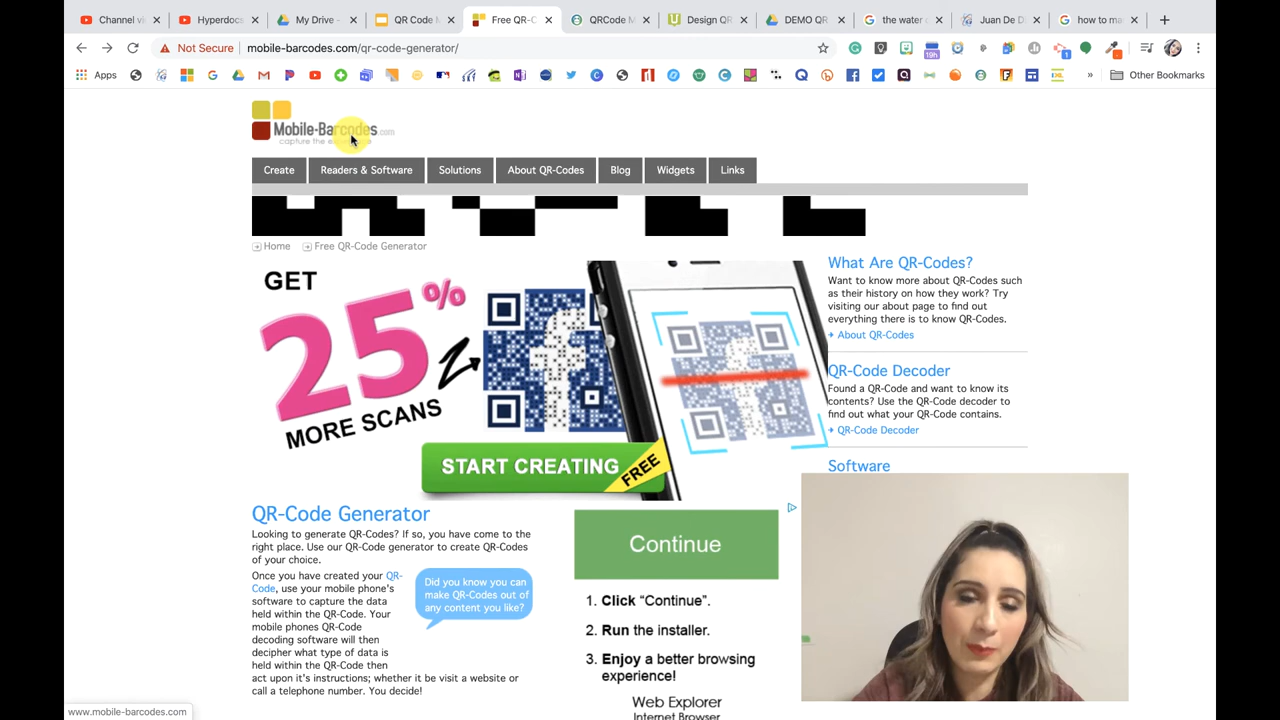 Channel vi
Hyperdocs
My Drive -
QR Code M
Free QR-C
QRCode M
Design QR
DEMO QR
the water c
Juan De D
how to ma
Not Secure
mobile-barcodes.com/qr-code-generator/
19h
1
Apps
Other Bookmarks
Mobile-Barcodes.com
capture the experience
Create
Readers & Software
Solutions
About QR-Codes
Blog
Widgets
Links
Home
Free QR-Code Generator
GET
25%
MORE SCANS
START CREATING
FREE
What Are QR-Codes?
Want to know more about QR-Codes such
as their history on how they work? Try
visiting our about page to find out
everything there is to know QR-Codes.
About QR-Codes
QR-Code Decoder
Found a QR-Code and want to know its
contents? Use the QR-Code decoder to
find out what your QR-Code contains.
QR-Code Decoder
Software
QR-Code Generator
Looking to generate QR-Codes? If so, you have come to the
right place. Use our QR-Code generator to create QR-Codes
of your choice.
Once you have created your QR-
Code, use your mobile phone's
software to capture the data
held within the QR-Code. Your
mobile phones QR-Code
decoding software will then
decipher what type of data is
held within the QR-Code then
act upon it's instructions; whether it be visit a website or
call a telephone number. You decide!
Did you know you can
make QR-Codes out of
any content you like?
Continue
1. Click “Continue”.
2. Run the installer.
3. Enjoy a better browsing
experience!
Web Explorer
Internet Browser
www.mobile-barcodes.com